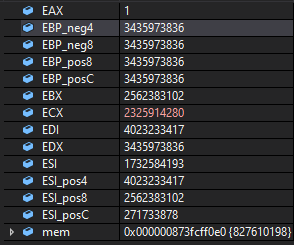 EAX 1
EBP_neg4 3435973836
EBP_neg8 3435973836
EBP_pos8 3435973836
EBP_posC 3435973836
EBX 2562383102
ECX 2325914280
EDI 4023233417
EDX 3435973836
ESI 1732584193
ESI_pos4 4023233417
ESI_pos8 2562383102
ESI_posC 271733878
mem 0x000000873fcff0e0 {827610198}